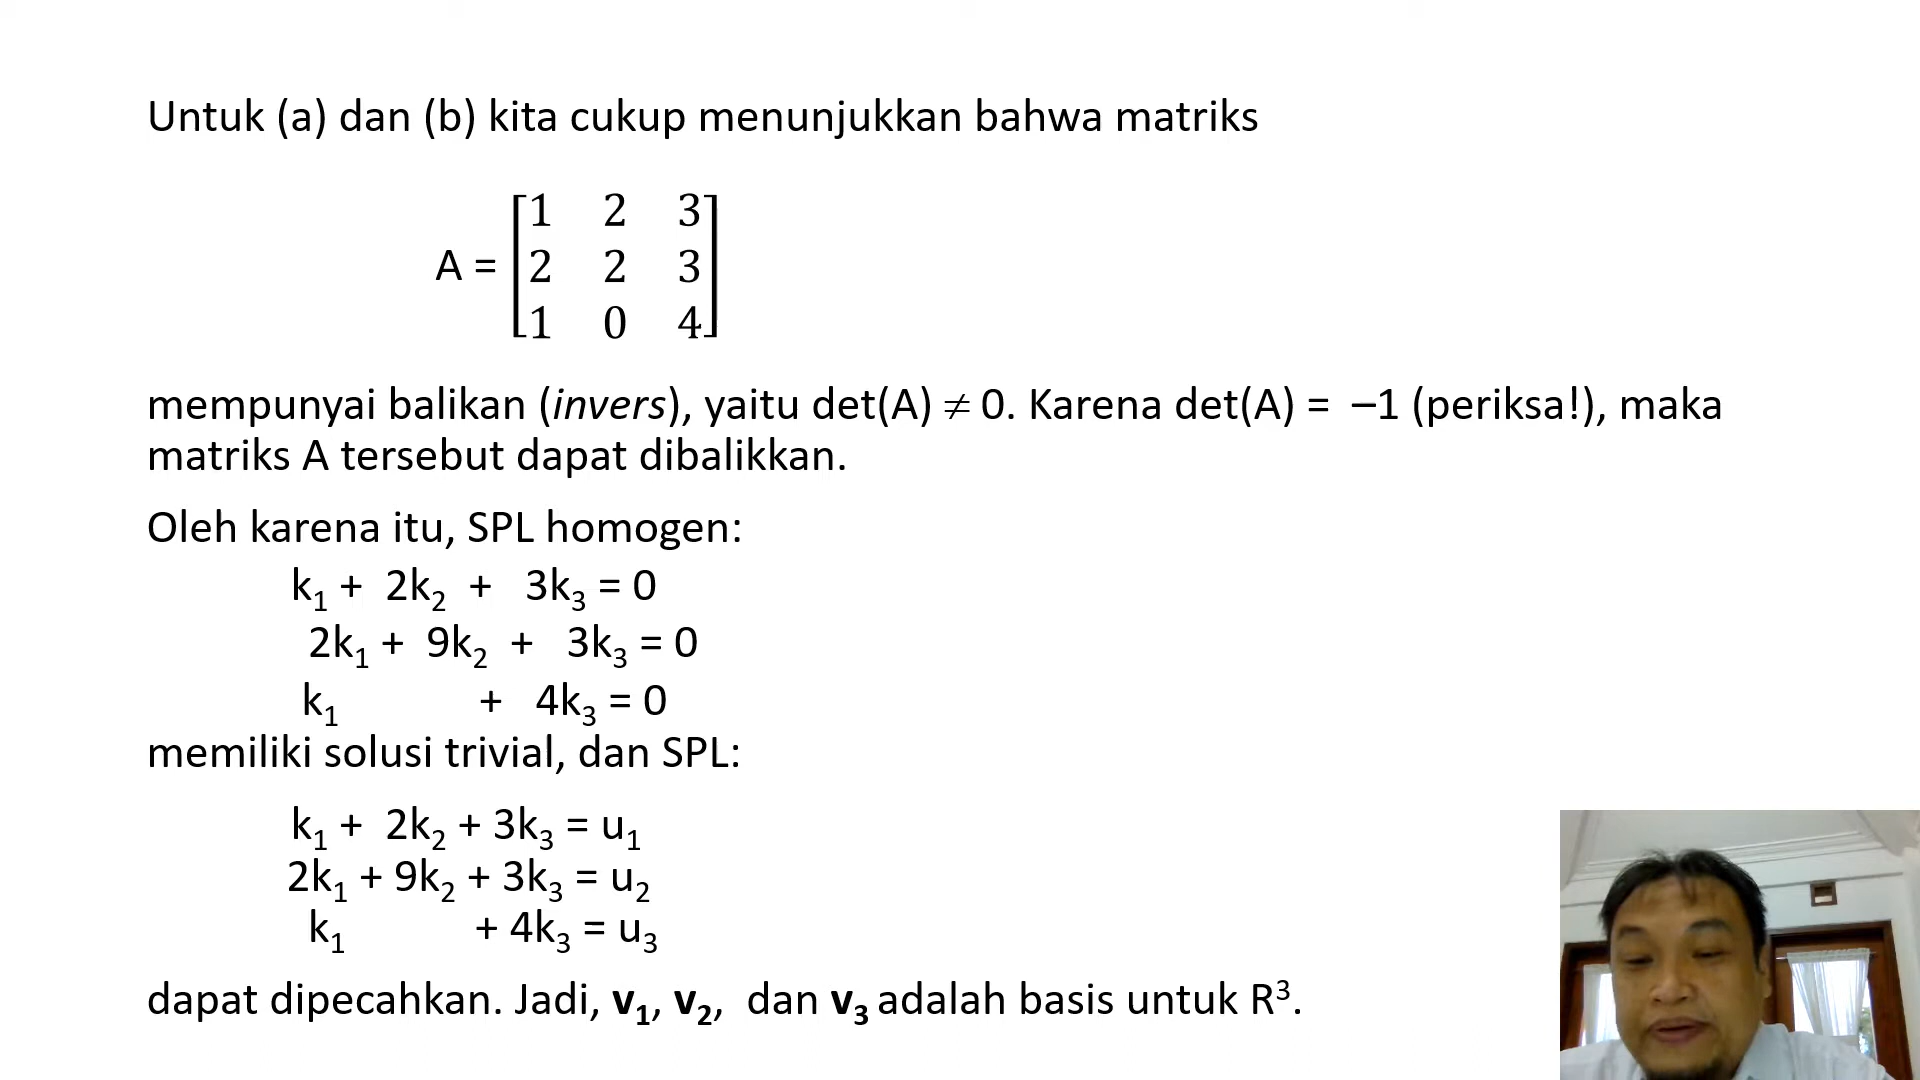 Untuk (a) dan (b) kita cukup menunjukkan bahwa matriks
1 2 3
A = 2 2 3
1 0 4
mempunyai balikan (invers), yaitu det(A) ≠ 0. Karena det(A) = –1 (periksa!), maka
matriks A tersebut dapat dibalikkan.
Oleh karena itu, SPL homogen:
k₁ + 2k₂ + 3k₃ = 0
2k₁ + 9k₂ + 3k₃ = 0
k₁ + 4k₃ = 0
memiliki solusi trivial, dan SPL:
k₁ + 2k₂ + 3k₃ = u₁
2k₁ + 9k₂ + 3k₃ = u₂
k₁ + 4k₃ = u₃
dapat dipecahkan. Jadi, v₁, v₂, dan v₃ adalah basis untuk R³.